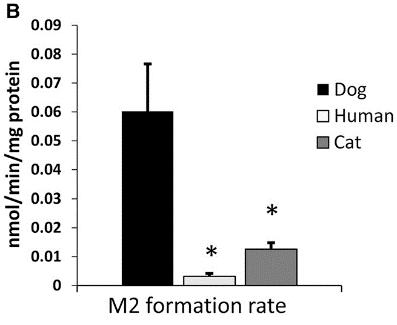 B
nmol/min/mg protein
0.09
0.08
0.07
0.06
0.05
0.04
0.03
0.02
0.01
0
*
*
Dog
Human
Cat
M2 formation rate